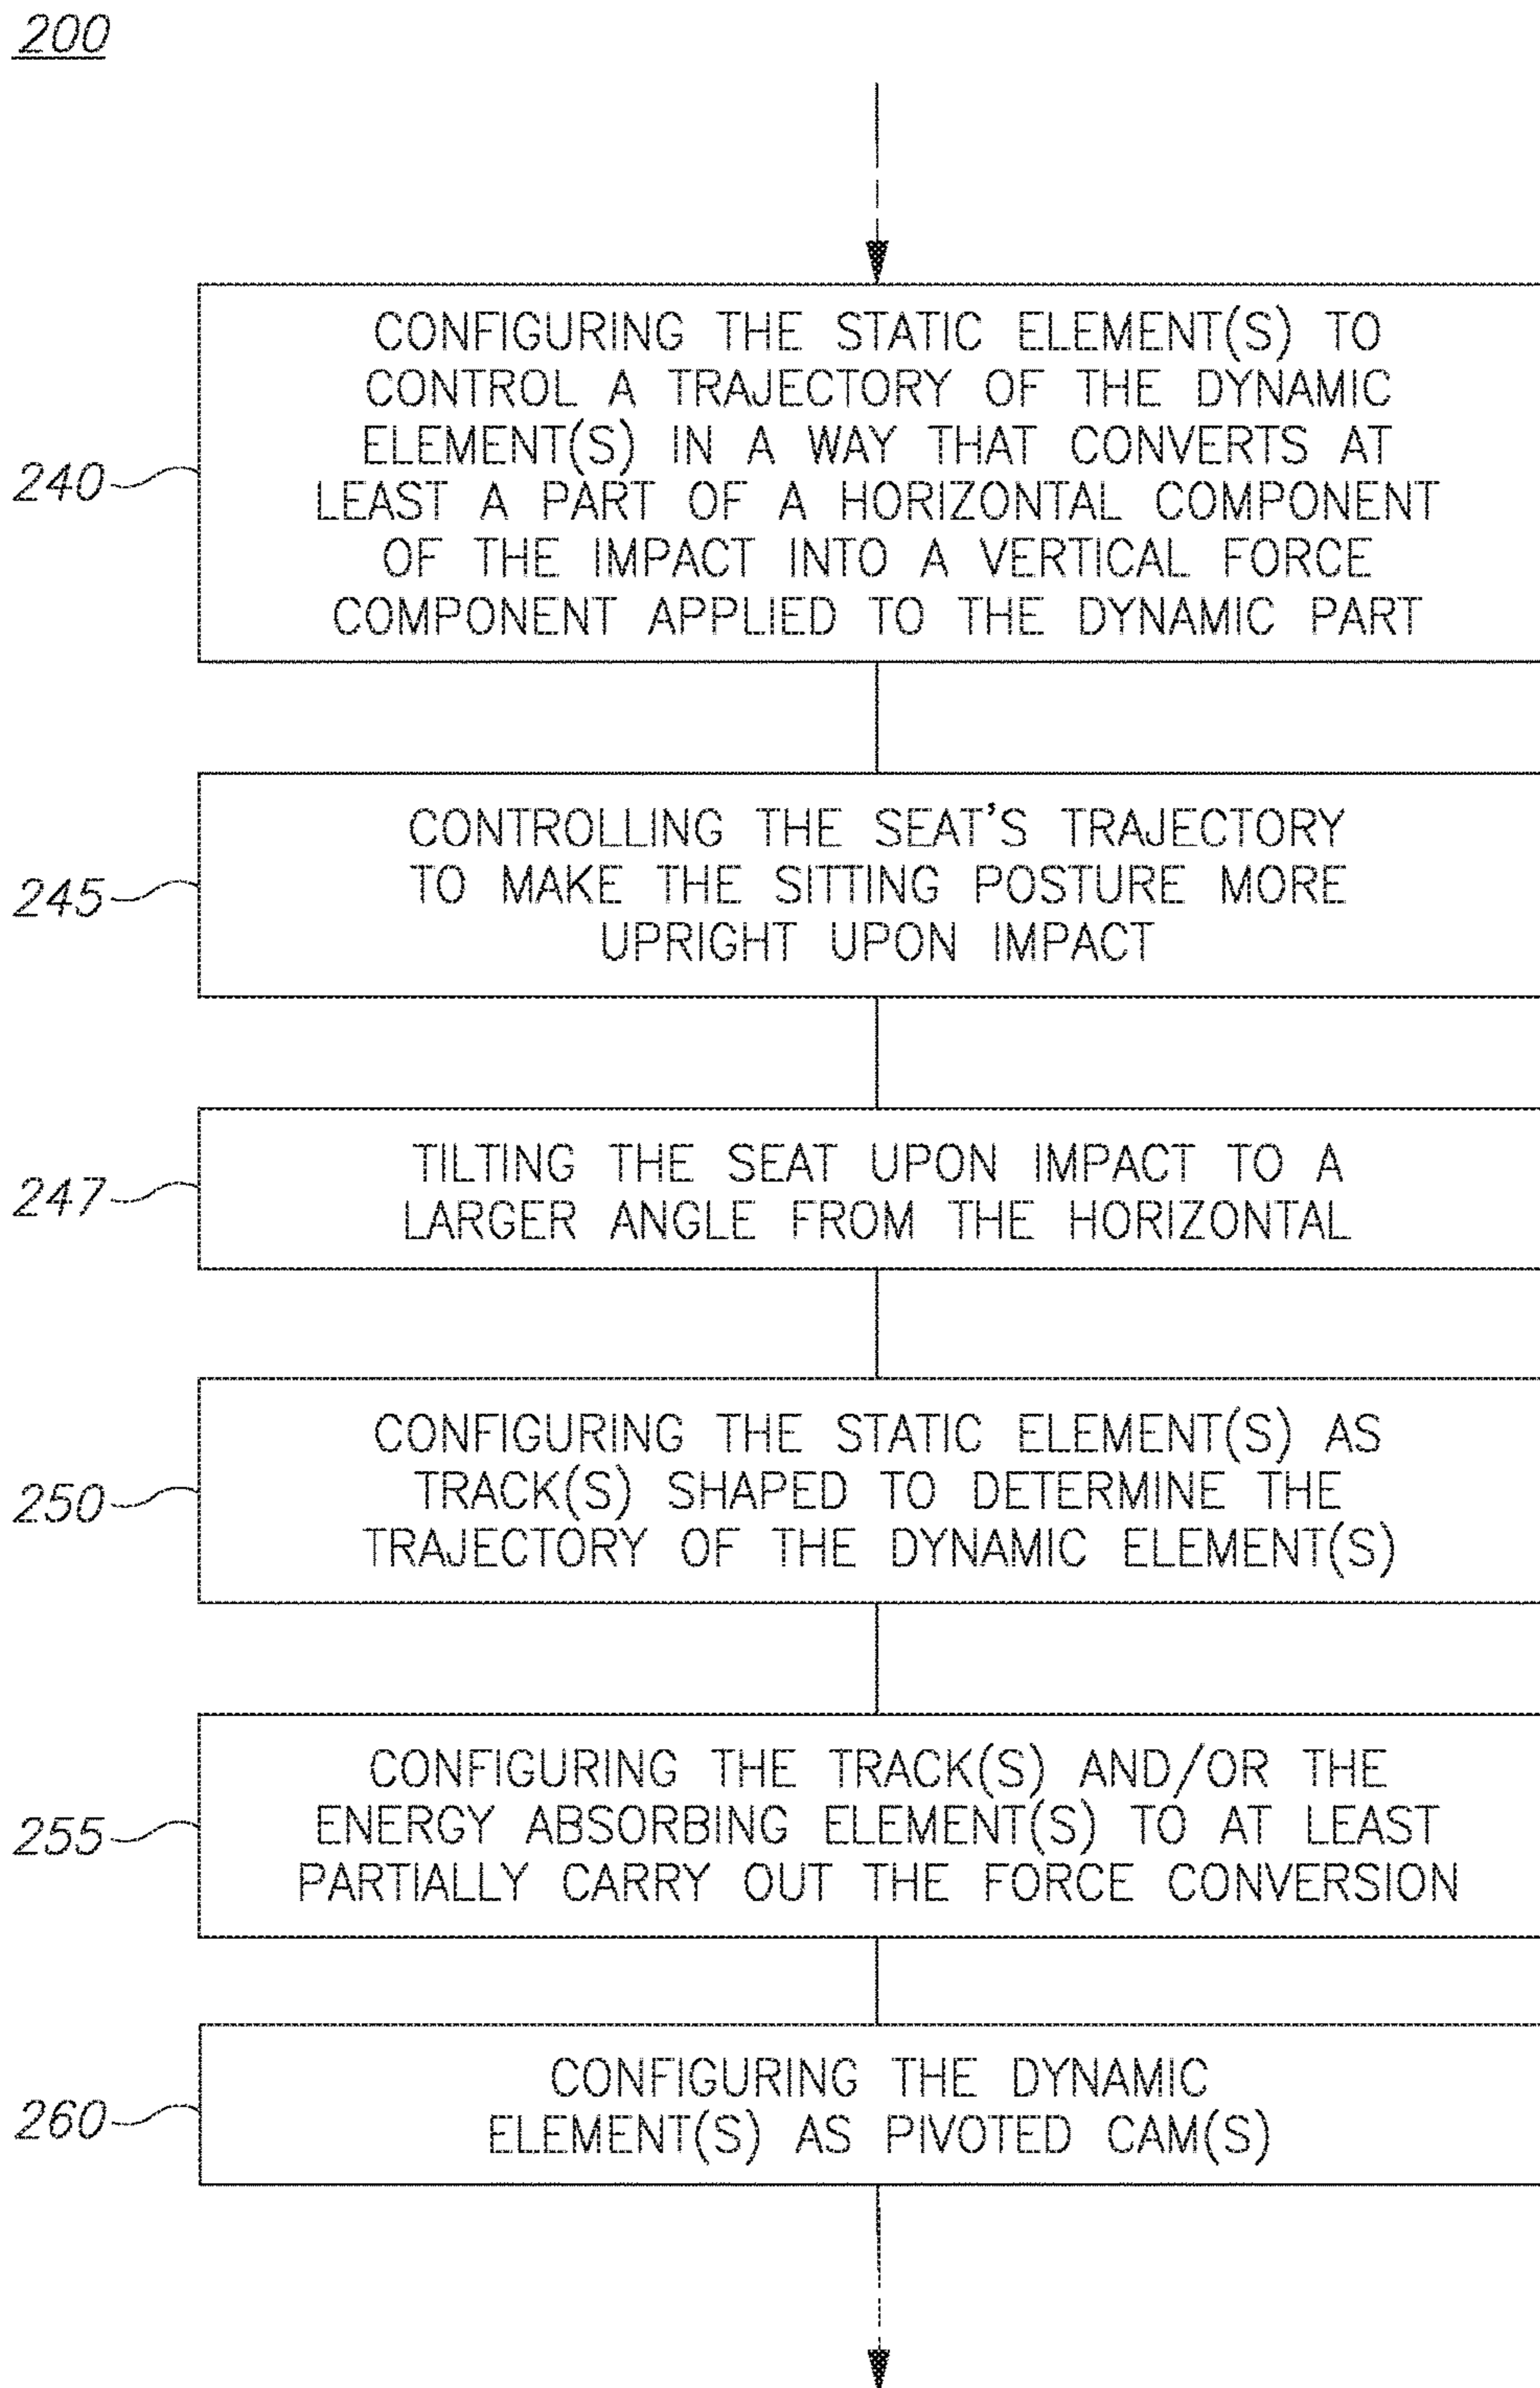 200
CONFIGURING THE STATIC ELEMENT(S) TO
CONTROL A TRAJECTORY OF THE DYNAMIC
ELEMENT(S) IN A WAY THAT CONVERTS AT
LEAST A PART OF A HORIZONTAL COMPONENT
OF THE IMPACT INTO A VERTICAL FORCE
COMPONENT APPLIED TO THE DYNAMIC PART
240
CONTROLLING THE SEAT'S TRAJECTORY
TO MAKE THE SITTING POSTURE MORE
UPRIGHT UPON IMPACT
245
TILTING THE SEAT UPON IMPACT TO A
LARGER ANGLE FROM THE HORIZONTAL
247
CONFIGURING THE STATIC ELEMENT(S) AS
TRACK(S) SHAPED TO DETERMINE THE
TRAJECTORY OF THE DYNAMIC ELEMENT(S)
250
CONFIGURING THE TRACK(S) AND/OR THE
ENERGY ABSORBING ELEMENT(S) TO AT LEAST
PARTIALLY CARRY OUT THE FORCE CONVERSION
255
CONFIGURING THE DYNAMIC
ELEMENT(S) AS PIVOTED CAM(S)
260